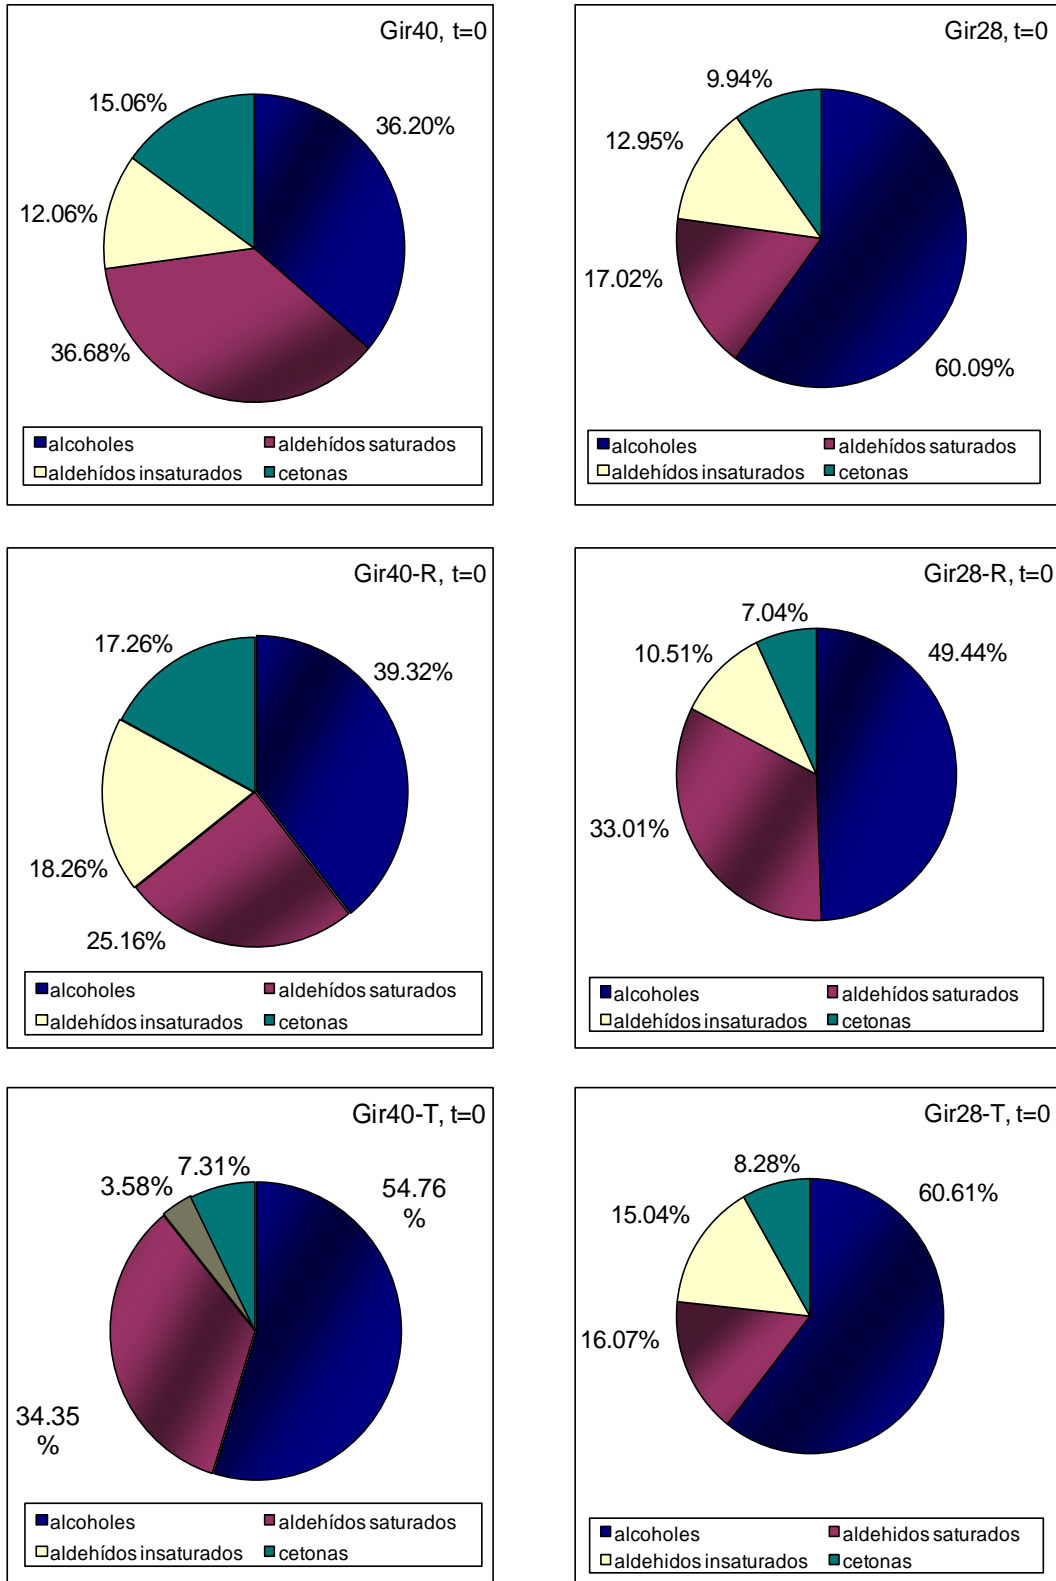 Gir40, t=0
15.06%
36.20%
12.06%
36.68%
alcoholes
aldehídos saturados
aldehídos insaturados
cetonas
Gir28, t=0
9.94%
12.95%
17.02%
60.09%
alcoholes
aldehídos saturados
aldehídos insaturados
cetonas
Gir40-R, t=0
17.26%
39.32%
18.26%
25.16%
alcoholes
aldehídos saturados
aldehídos insaturados
cetonas
Gir28-R, t=0
7.04%
49.44%
10.51%
33.01%
alcoholes
aldehídos saturados
aldehídos insaturados
cetonas
Gir40-T, t=0
7.31%
3.58%
54.76
%
34.35
%
alcoholes
aldehídos saturados
aldehídos insaturados
cetonas
Gir28-T, t=0
8.28%
60.61%
15.04%
16.07%
alcoholes
aldehidos saturados
aldehidos insaturados
cetonas